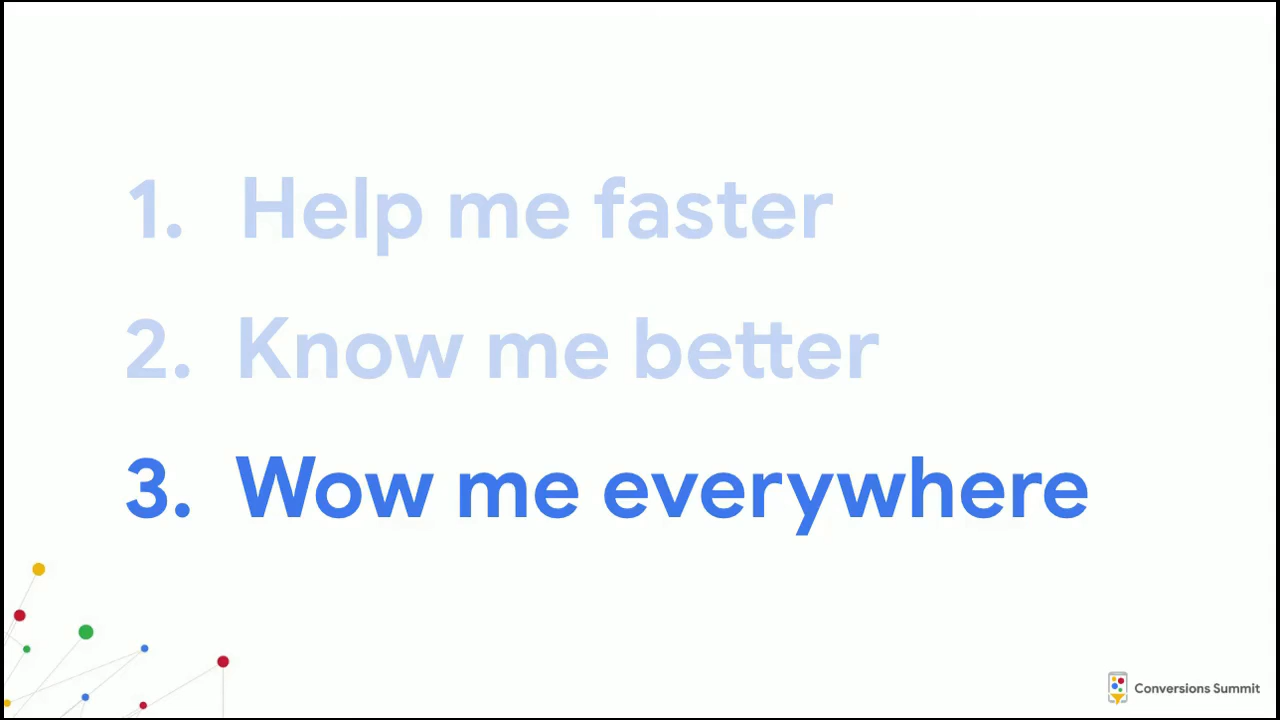 1. Help me faster
2. Know me better
3. Wow me everywhere
Conversions Summit